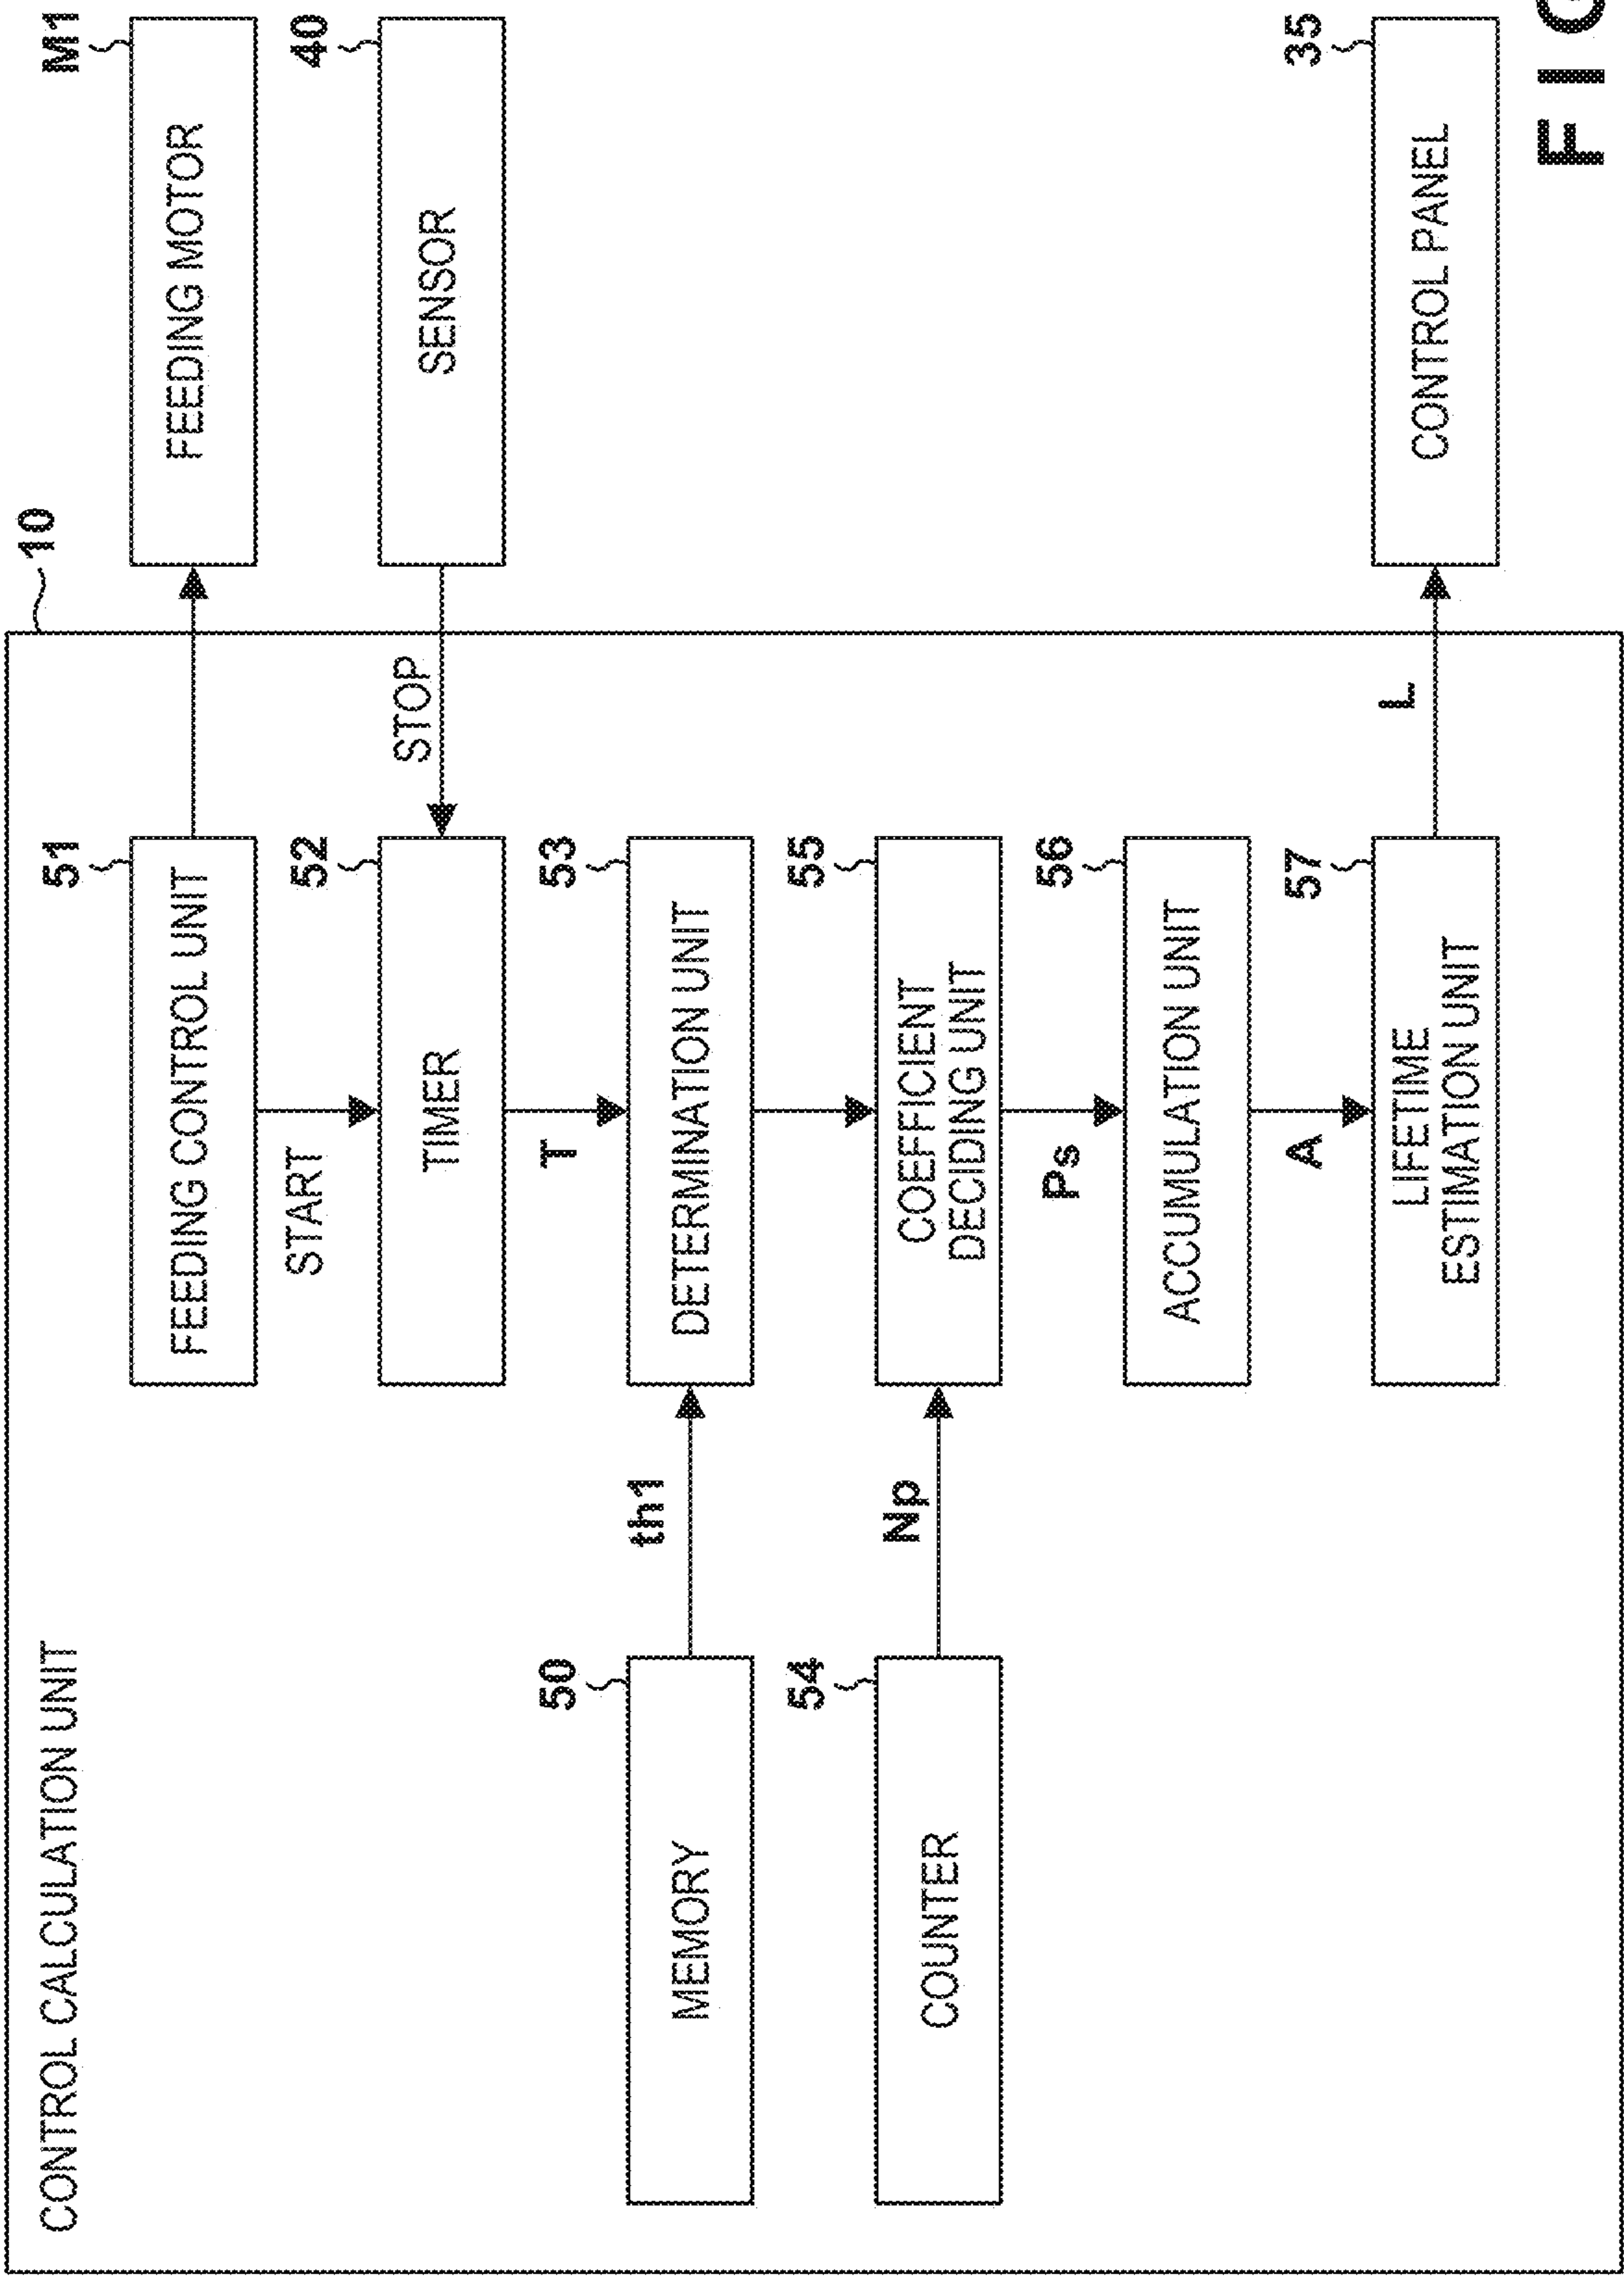 CONTROL CALCULATION UNIT
10
51
FEEDING CONTROL UNIT
M1
FEEDING MOTOR
START
52
TIMER
STOP
40
SENSOR
T
50
MEMORY
th1
53
DETERMINATION UNIT
54
COUNTER
Np
55
COEFFICIENT
DECIDING UNIT
Ps
56
ACCUMULATION UNIT
A
57
LIFETIME
ESTIMATION UNIT
L
35
CONTROL PANEL